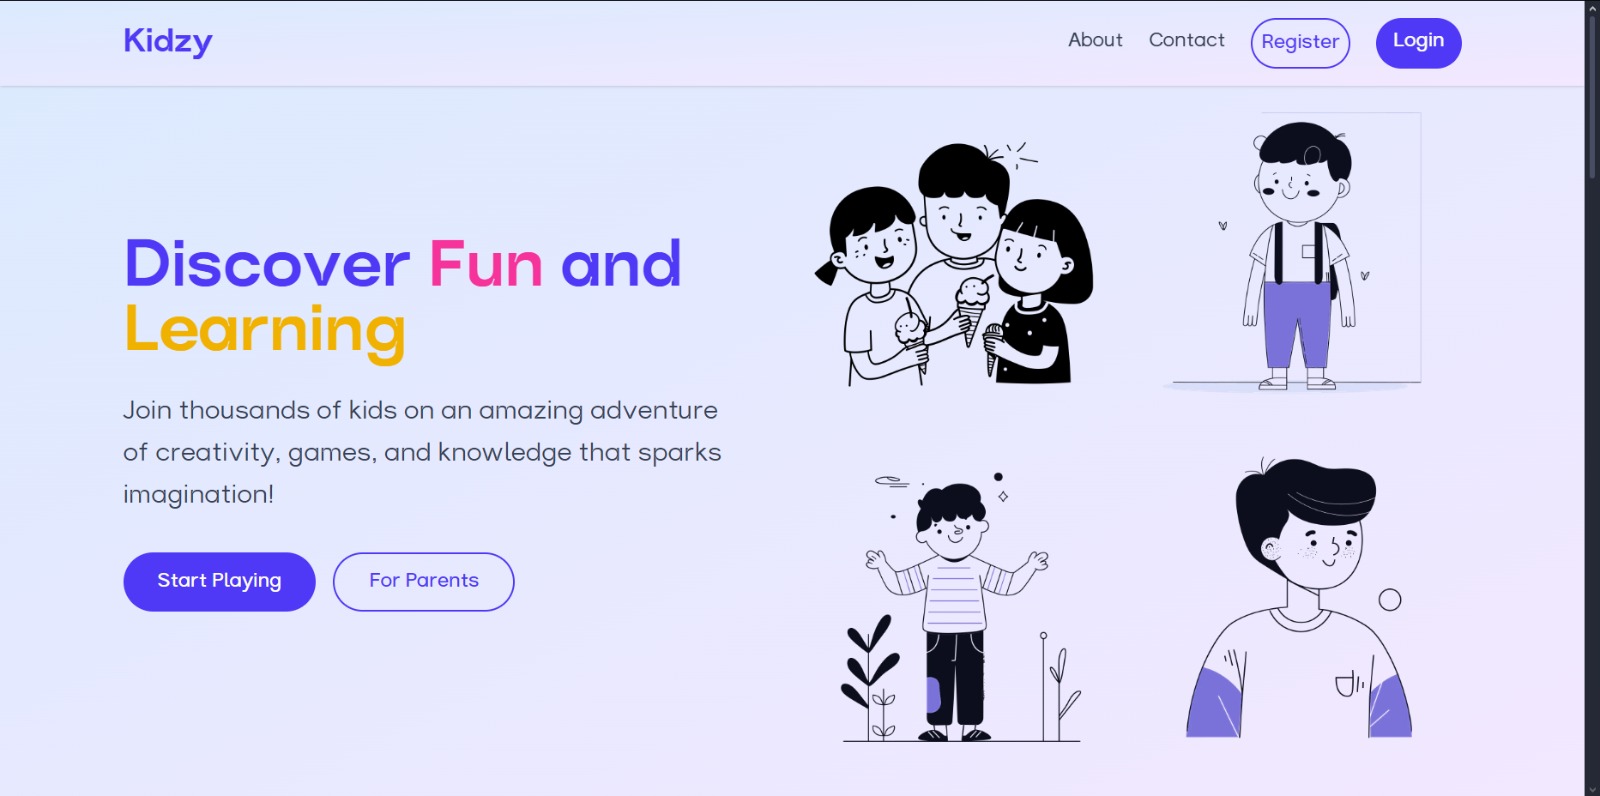 Kidzy
About
Contact
Register
Login
Discover Fun and
Learning
Join thousands of kids on an amazing adventure
of creativity, games, and knowledge that sparks
imagination!
Start Playing
For Parents